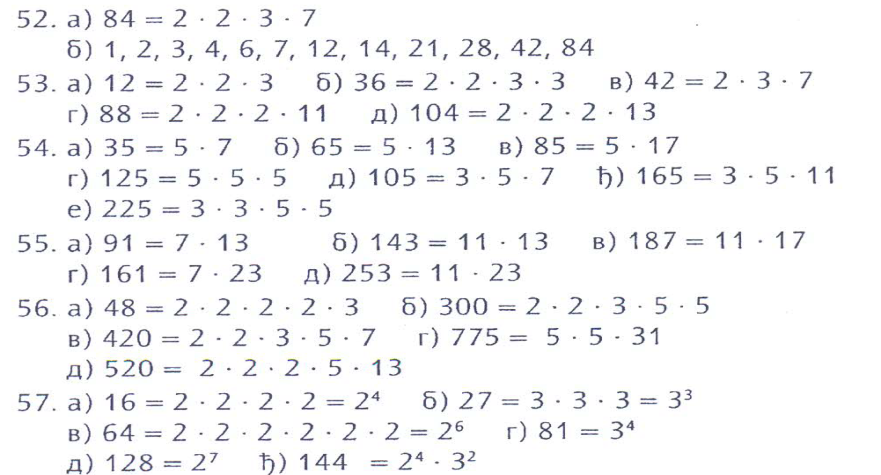 52. а) 84 = 2 · 2 · 3 · 7
б) 1, 2, 3, 4, 6, 7, 12, 14, 21, 28, 42, 84
53. а) 12 = 2 · 2 · 3 б) 36 = 2 · 2 · 3 · 3 в) 42 = 2 · 3 · 7
г) 88 = 2 · 2 · 2 · 11 д) 104 = 2 · 2 · 2 · 13
54. а) 35 = 5 · 7 б) 65 = 5 · 13 в) 85 = 5 · 17
г) 125 = 5 · 5 · 5 д) 105 = 3 · 5 · 7 ђ) 165 = 3 · 5 · 11
е) 225 = 3 · 3 · 5 · 5
55. а) 91 = 7 · 13 б) 143 = 11 · 13 в) 187 = 11 · 17
г) 161 = 7 · 23 д) 253 = 11 · 23
56. а) 48 = 2 · 2 · 2 · 2 · 3 б) 300 = 2 · 2 · 3 · 5 · 5
в) 420 = 2 · 2 · 3 · 5 · 7 г) 775 = 5 · 5 · 31
д) 520 = 2 · 2 · 2 · 5 · 13
57. а) 16 = 2 · 2 · 2 · 2 = 2⁴ б) 27 = 3 · 3 · 3 = 3³
в) 64 = 2 · 2 · 2 · 2 · 2 · 2 = 2⁶ г) 81 = 3⁴
д) 128 = 2⁷ ђ) 144 = 2⁴ · 3²